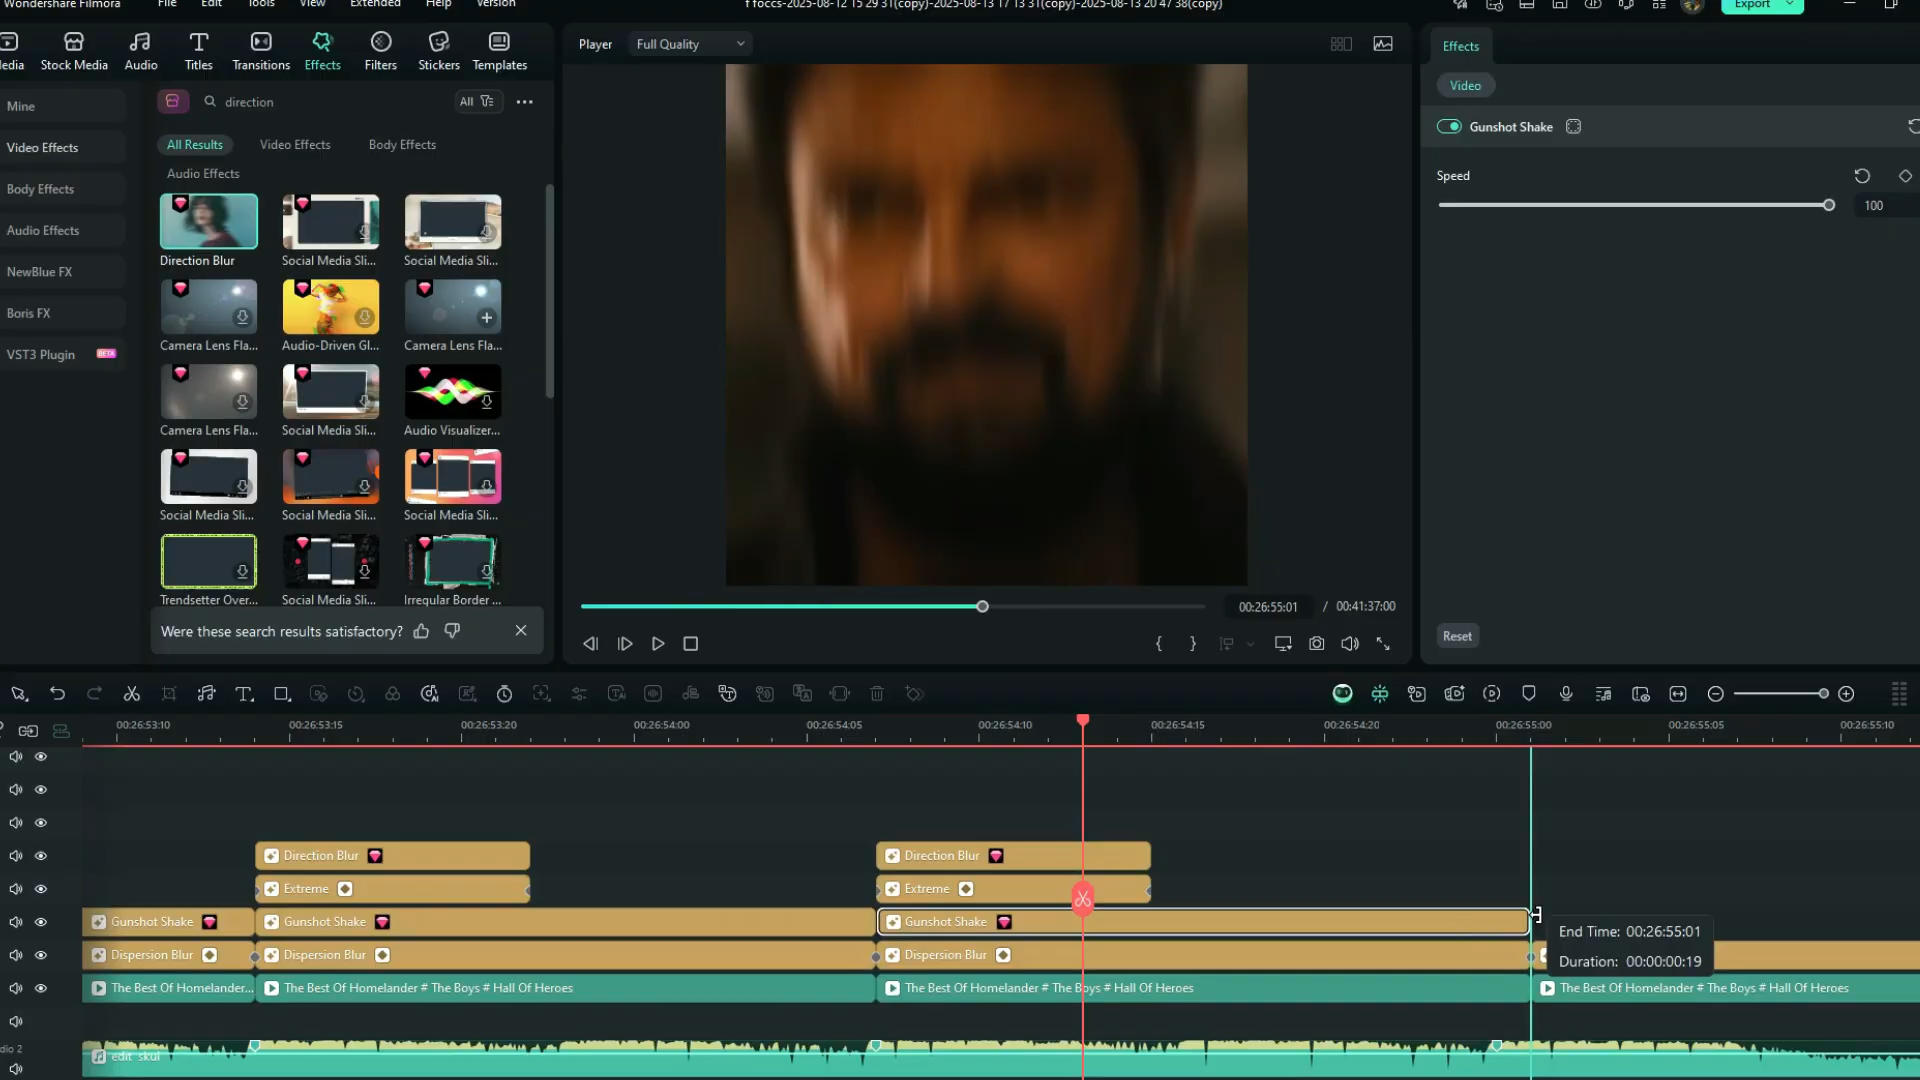 Wondershare Filmora
File Edit Tools View Extended Help Version
Export
Media Stock Media Audio Titles Transitions Effects Filters Stickers Templates
Player Full Quality
Effects
Video
Mine
direction
All
Gunshot Shake
Video Effects
All Results Video Effects Body Effects
Audio Effects
Speed
100
Body Effects
Audio Effects
NewBlue FX
Boris FX
VST3 Plugin BETA
Direction Blur Social Media Sli... Social Media Sli...
Camera Lens Fla... Audio-Driven Gl... Camera Lens Fla...
Camera Lens Fla... Social Media Sli... Audio Visualizer...
Social Media Sli... Social Media Sli... Social Media Sli...
Trendsetter Over... Social Media Sli... Irregular Border ...
Were these search results satisfactory?
00:26:55:01 / 00:41:37:00
Reset
00:26:53:10 00:26:53:15 00:26:53:20 00:26:54:00 00:26:54:05 00:26:54:10 00:26:54:15 00:26:54:20 00:26:55:00 00:26:55:05 00:26:55:10
Direction Blur Direction Blur
Extreme Extreme
Gunshot Shake Gunshot Shake Gunshot Shake
End Time: 00:26:55:01
Dispersion Blur Dispersion Blur Dispersion Blur
Duration: 00:00:00:19
The Best Of Homelander... The Best Of Homelander # The Boys # Hall Of Heroes The Best Of Homelander # The Boys # Hall Of Heroes The Best Of Homelander # The Boys # Hall Of Heroes
dio 2
edit skul